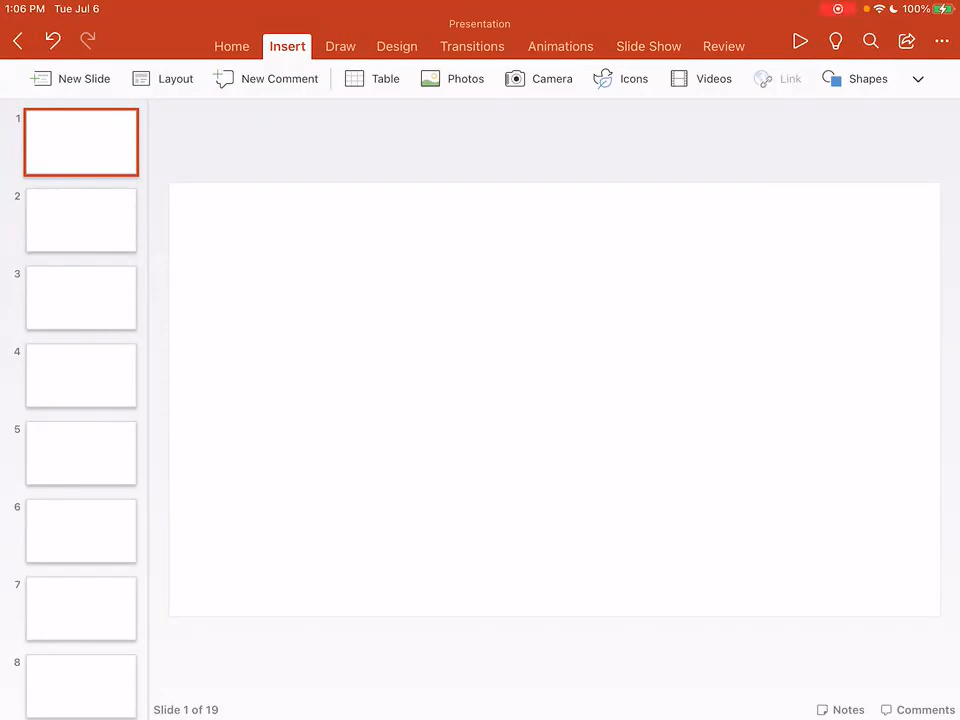 1:06 PM Tue Jul 6
100%
Presentation
Home Insert Draw Design Transitions Animations Slide Show Review
New Slide Layout New Comment Table Photos Camera Icons Videos Link Shapes
1
2
3
4
5
6
7
8
Slide 1 of 19
Notes Comments